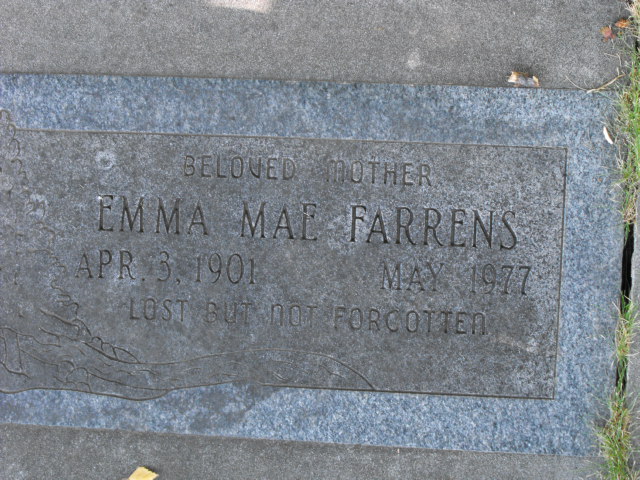 BELOVED MOTHER
EMMA MAE FARRENS
APR. 3, 1901 MAY 1977
LOST BUT NOT FORGOTTEN